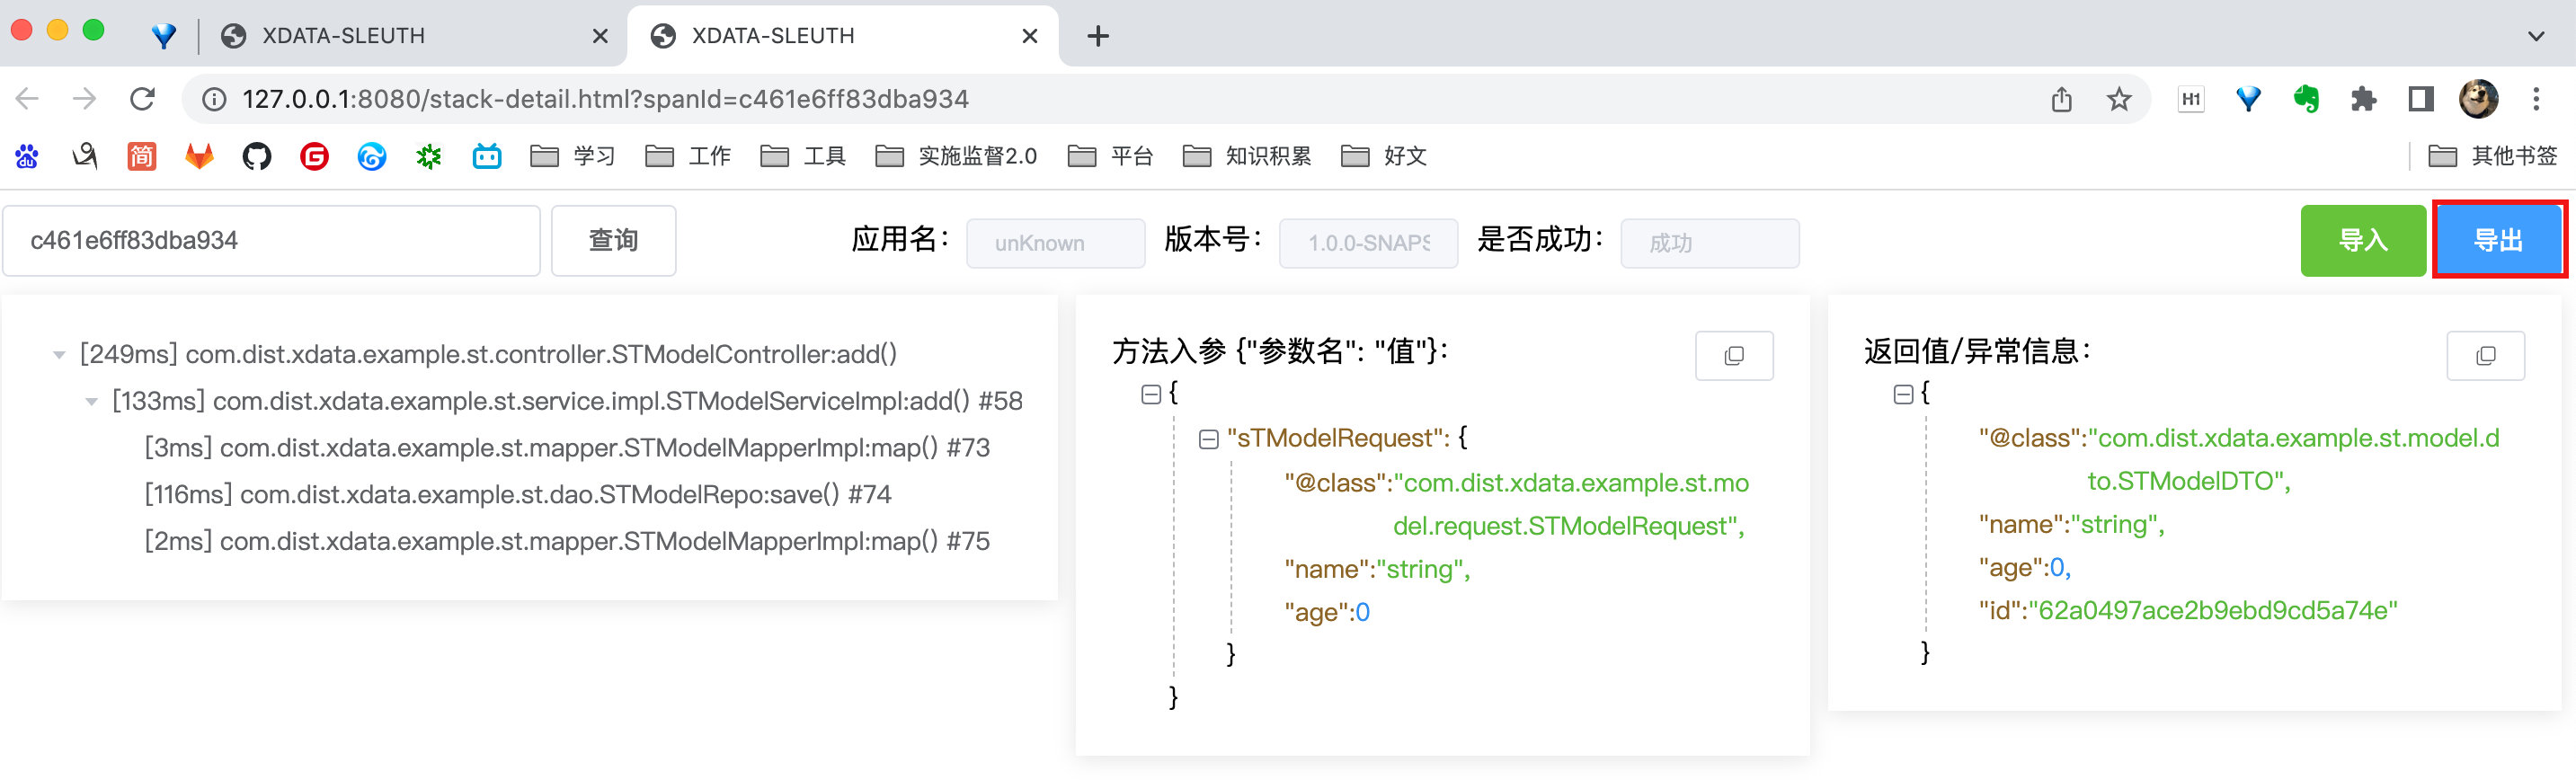 XDATA-SLEUTH
XDATA-SLEUTH
127.0.0.1:8080/stack-detail.html?spanId=c461e6ff83dba934
H1
du
简
G
学习
工作
工具
实施监督2.0
平台
知识积累
好文
其他书签
c461e6ff83dba934
查询
应用名：
unKnown
版本号：
1.0.0-SNAPS
是否成功：
成功
导入
导出
[249ms] com.dist.xdata.example.st.controller.STModelController:add()
[133ms] com.dist.xdata.example.st.service.impl.STModelServiceImpl:add() #58
[3ms] com.dist.xdata.example.st.mapper.STModelMapperImpl:map() #73
[116ms] com.dist.xdata.example.st.dao.STModelRepo:save() #74
[2ms] com.dist.xdata.example.st.mapper.STModelMapperImpl:map() #75
方法入参 {"参数名": "值"}：
{
"sTModelRequest": {
"@class":"com.dist.xdata.example.st.mo
del.request.STModelRequest",
"name":"string",
"age":0
}
}
返回值/异常信息：
{
"@class":"com.dist.xdata.example.st.model.d
to.STModelDTO",
"name":"string",
"age":0,
"id":"62a0497ace2b9ebd9cd5a74e"
}